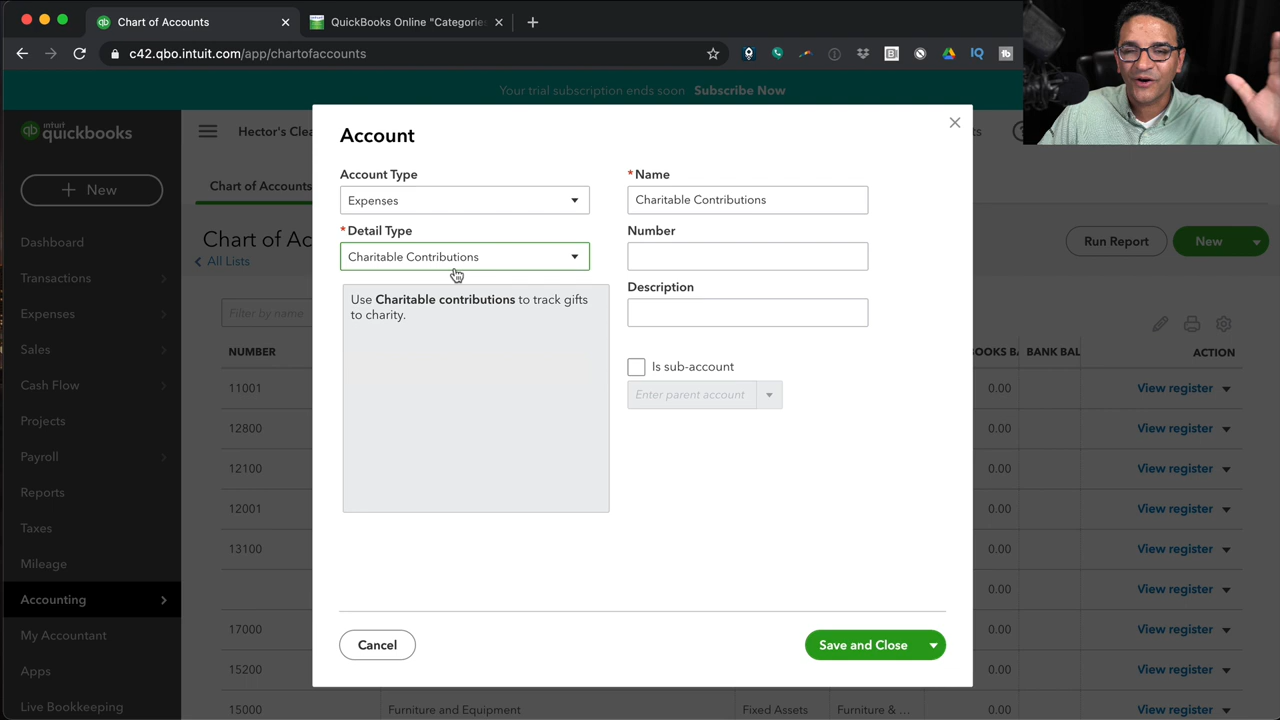 Chart of Accounts
QuickBooks Online "Categories
c42.qbo.intuit.com/app/chartofaccounts
Your trial subscription ends soon Subscribe Now
intuit
quickbooks
Hector's Clea
New
Chart of Accounts
Chart of Ac
All Lists
Run Report
New
Filter by name
NUMBER
OOKS BA BANK BAL
ACTION
Dashboard
Transactions
Expenses
Sales
Cash Flow
Projects
Payroll
Reports
Taxes
Mileage
Accounting
My Accountant
Apps
Live Bookkeeping
Account
Account Type
Expenses
* Detail Type
Charitable Contributions
Use Charitable contributions to track gifts
to charity.
* Name
Charitable Contributions
Number
Description
Is sub-account
Enter parent account
Cancel
Save and Close
11001 0.00 View register
12800 0.00 View register
12100 0.00 View register
12001 0.00 View register
13100 0.00 View register
0.00 View register
17000 0.00 View register
15200 0.00 View register
15000 Furniture and Equipment Fixed Assets Furniture & ... 0.00 View register